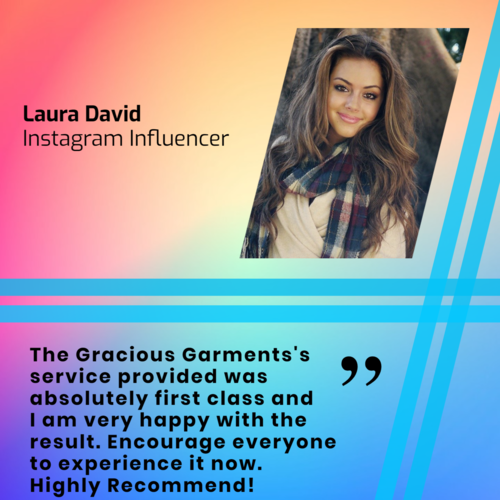 Laura David
Instagram Influencer
The Gracious Garments's
service provided was
absolutely first class and
I am very happy with the
result. Encourage everyone
to experience it now.
Highly Recommend!
”